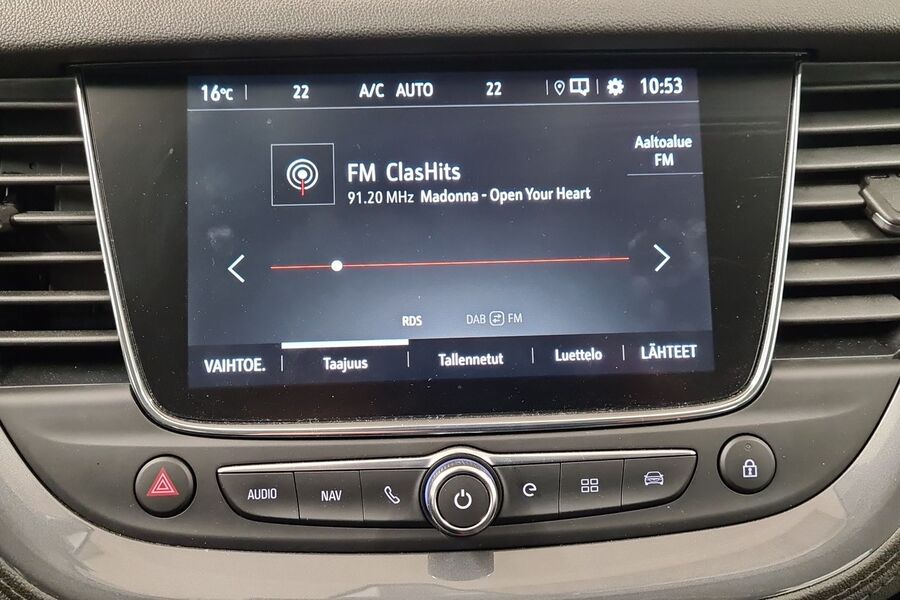 16°C 22 A/C AUTO 22 10:53
Aaltoalue
FM
FM ClasHits
91.20 MHz Madonna - Open Your Heart
RDS DAB FM
VAIHTOE. Taajuus Tallennetut Luettelo LÄHTEET
AUDIO NAV